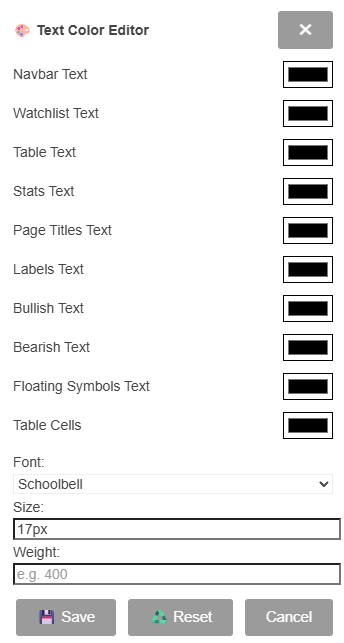 🎨 Text Color Editor ✕
Navbar Text
Watchlist Text
Table Text
Stats Text
Page Titles Text
Labels Text
Bullish Text
Bearish Text
Floating Symbols Text
Table Cells
Font:
Schoolbell
Size:
17px
Weight:
e.g. 400
💾 Save ♻️ Reset Cancel